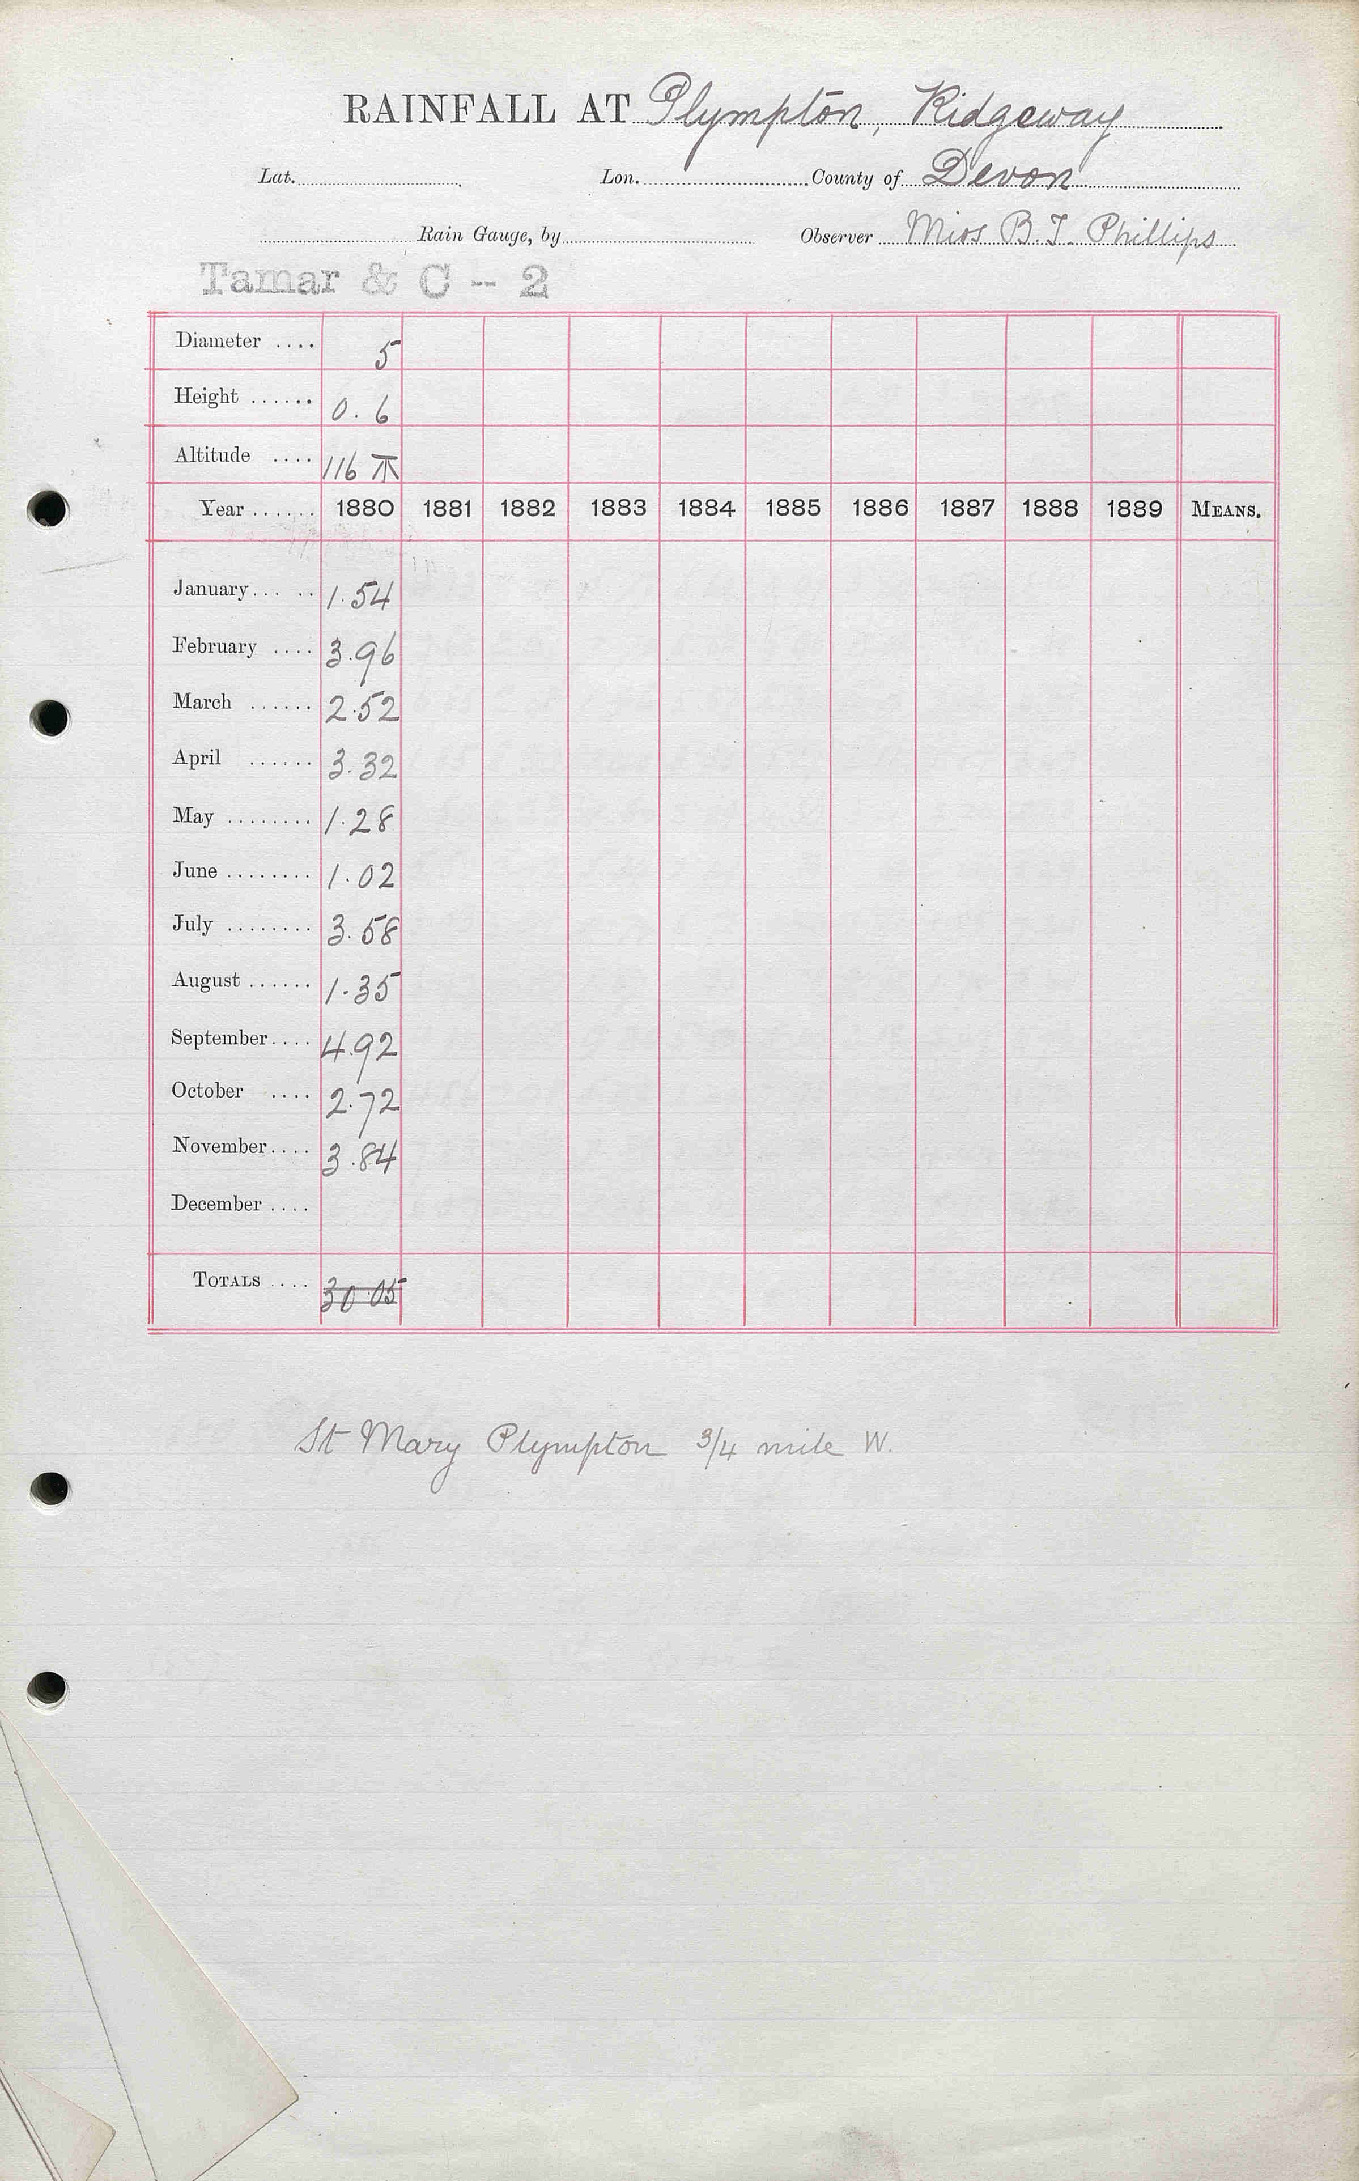 RAINFALL AT Plympton, Ridgeway
Lat. Lon. County of Devon
Rain Gauge, by Observer Miss B J. Phillips
Tamar & C -- 2
Diameter .... 5
Height ...... 0.6
Altitude .... 116
Year ...... 1880 1881 1882 1883 1884 1885 1886 1887 1888 1889 MEANS.
January ... .. 1.54
February .... 3.96
March ...... 2.52
April ...... 3.32
May ........ 1.28
June ........ 1.02
July ........ 3.58
August ...... 1.35
September .... 4.92
October .... 2.72
November .... 3.84
December ....
TOTALS .... 30.05
St Mary Plympton 3/4 mile W.